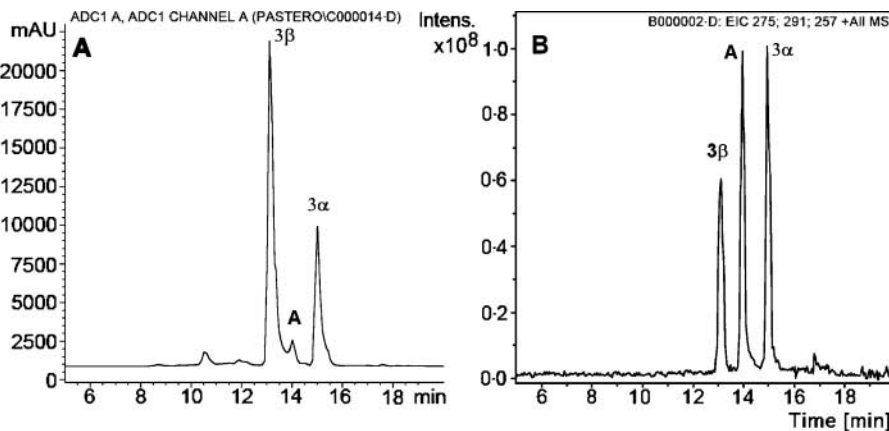 ADC1 A, ADC1 CHANNEL A (PASTERO\C000014·D)
mAU
A
3β
20000
17500
15000
12500
10000
7500
5000
2500
0
3α
A
6 8 10 12 14 16 18 min
Intens.
x10⁸
B000002·D: EIC 275; 291; 257 +All MS
B
1·0
0·8
0·6
0·4
0·2
0·0
A
3α
3β
6 8 10 12 14 16 18
Time [min]